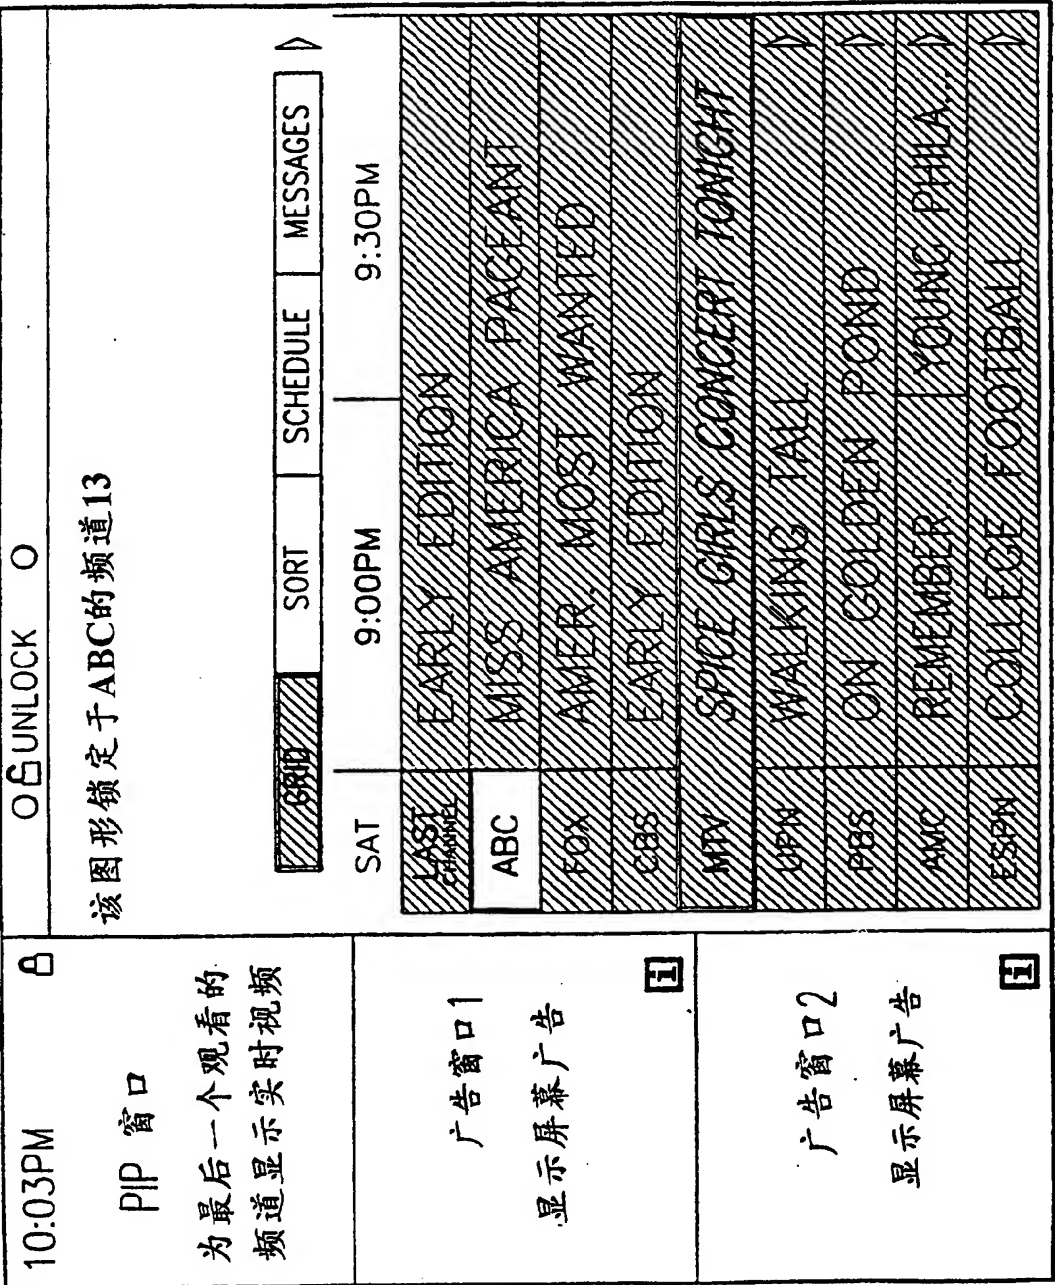 10:03PM
PIP 窗口
为最后一个观看的
频道显示实时视频
广告窗口1
显示屏幕广告
i
广告窗口2
显示屏幕广告
i
UNLOCK
该图形锁定于ABC的频道13
GRID SORT SCHEDULE MESSAGES
SAT 9:00PM 9:30PM
LAST CHANNEL EARLY EDITION
ABC MISS AMERICA PAGEANT
FOX AMER. MOST WANTED
CBS EARLY EDITION
MTV SPICE GIRLS CONCERT TONIGHT
UPN WALKING TALL
PBS ON GOLDEN POND
AMC REMEMBER... YOUNG PHILA...
ESPN COLLEGE FOOTBALL